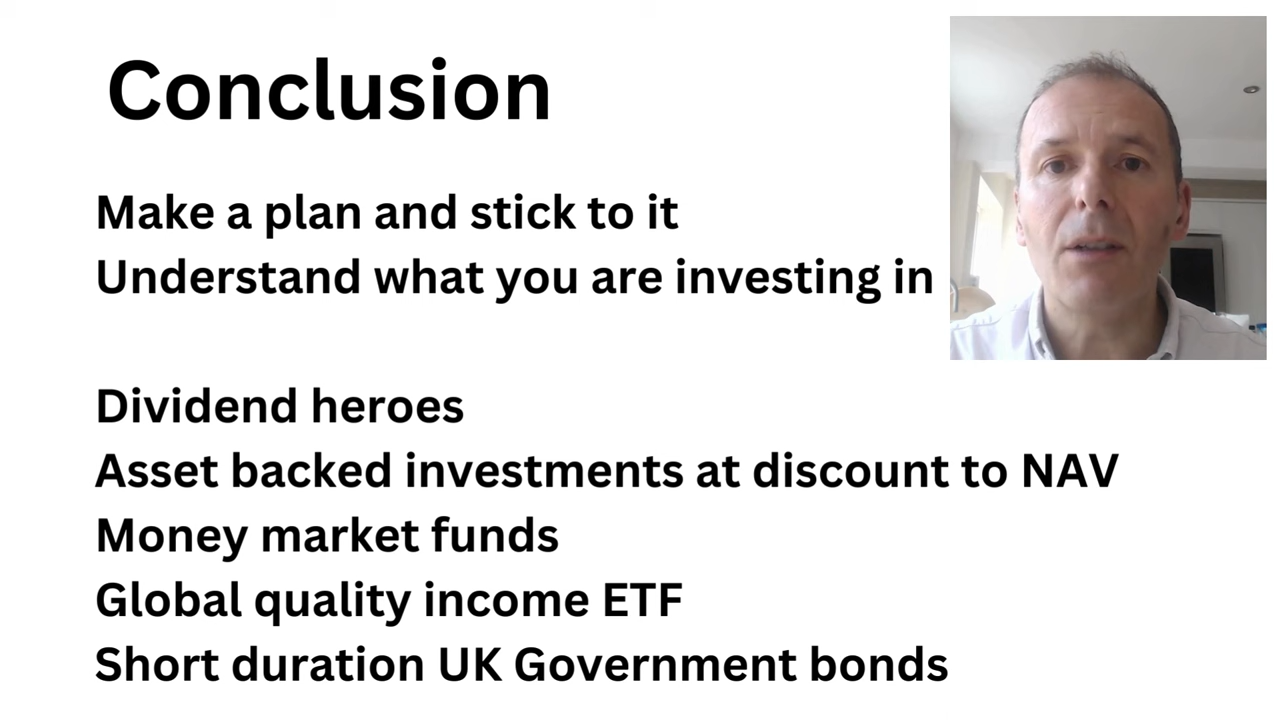 Conclusion
Make a plan and stick to it
Understand what you are investing in
Dividend heroes
Asset backed investments at discount to NAV
Money market funds
Global quality income ETF
Short duration UK Government bonds